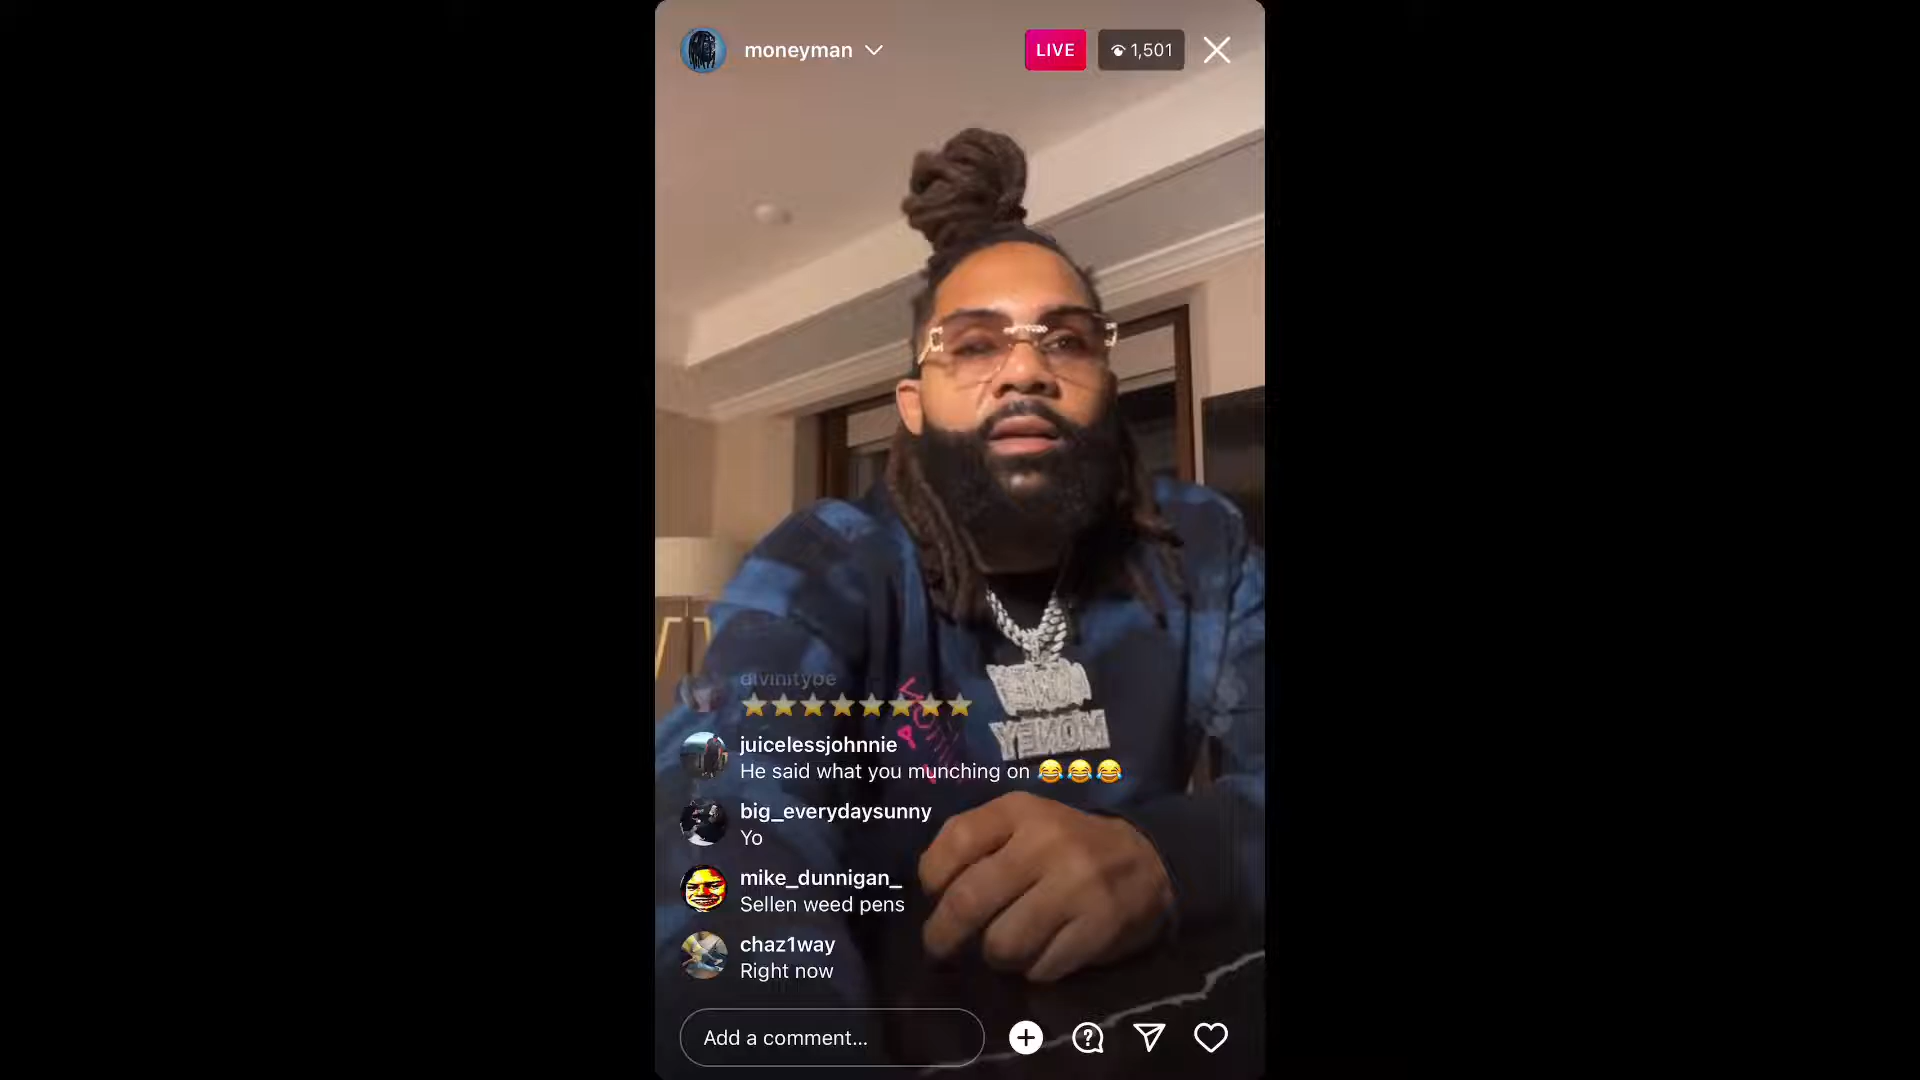 moneyman
LIVE
1,501
divinitybe
⭐⭐⭐⭐⭐⭐⭐⭐
juicelessjohnnie
He said what you munching on 😂😂😂
big_everydaysunny
Yo
mike_dunnigan_
Sellen weed pens
chaz1way
Right now
Add a comment...